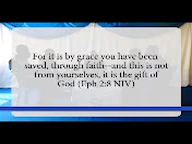 For it is by grace you have been
saved, through faith--and this is not
from yourselves, it is the gift of
God (Eph 2:8 NIV)